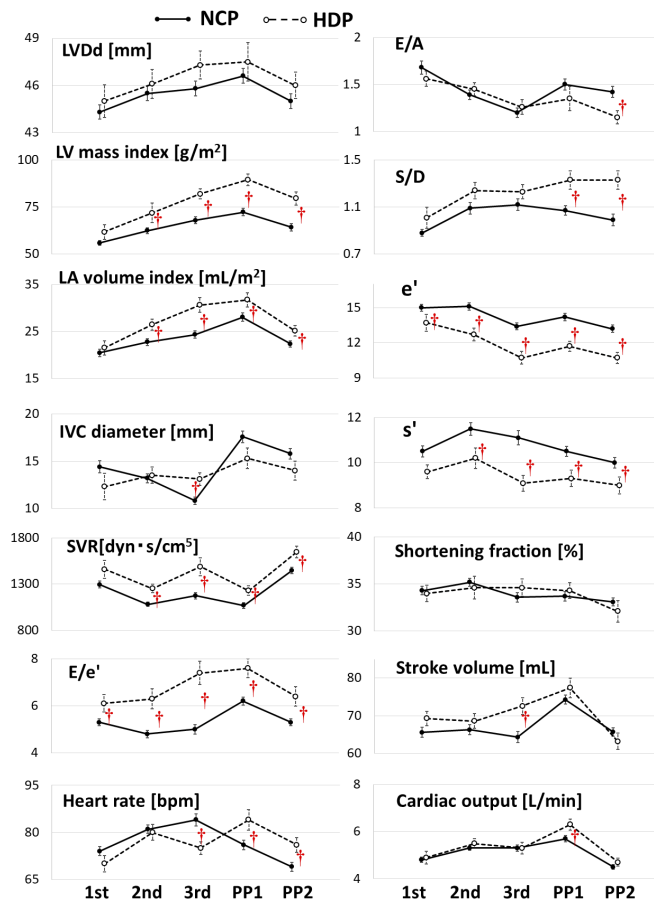 NCP HDP
LVDd [mm]
49
46
43
LV mass index [g/m²]
100
75
50
LA volume index [mL/m²]
35
25
15
IVC diameter [mm]
20
15
10
SVR[dyn・s/cm⁵]
1800
1300
800
E/e'
8
6
4
Heart rate [bpm]
95
80
65
1st 2nd 3rd PP1 PP2
E/A
2
1.5
1
†
S/D
1.5
1.1
0.7
† †
e'
15
12
9
† † † † †
s'
12
10
8
† † † †
Shortening fraction [%]
40
35
30
Stroke volume [mL]
80
70
60
†
Cardiac output [L/min]
8
6
4
†
1st 2nd 3rd PP1 PP2